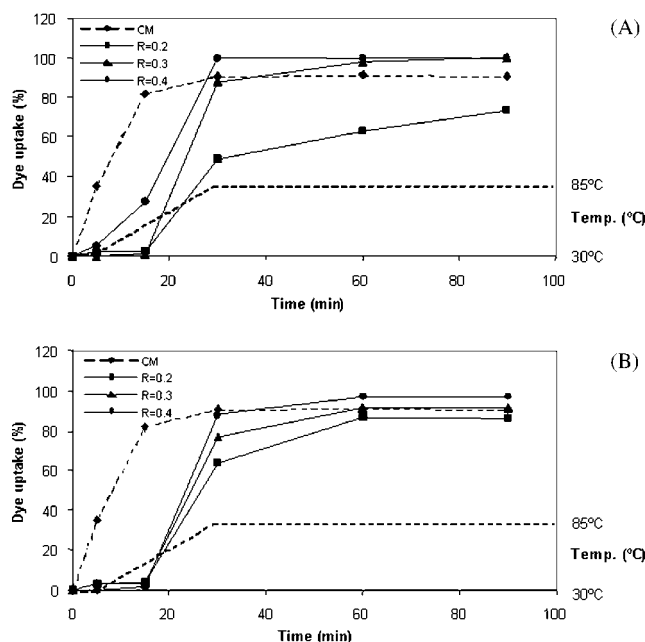 (A)
Dye uptake (%)
120
100
80
60
40
20
0
CM
R=0.2
R=0.3
R=0.4
85ºC
Temp. (ºC)
30ºC
0 20 40 60 80 100
Time (min)
(B)
Dye uptake (%)
120
100
80
60
40
20
0
CM
R=0.2
R=0.3
R=0.4
85ºC
Temp. (ºC)
30ºC
0 20 40 60 80 100
Time (min)